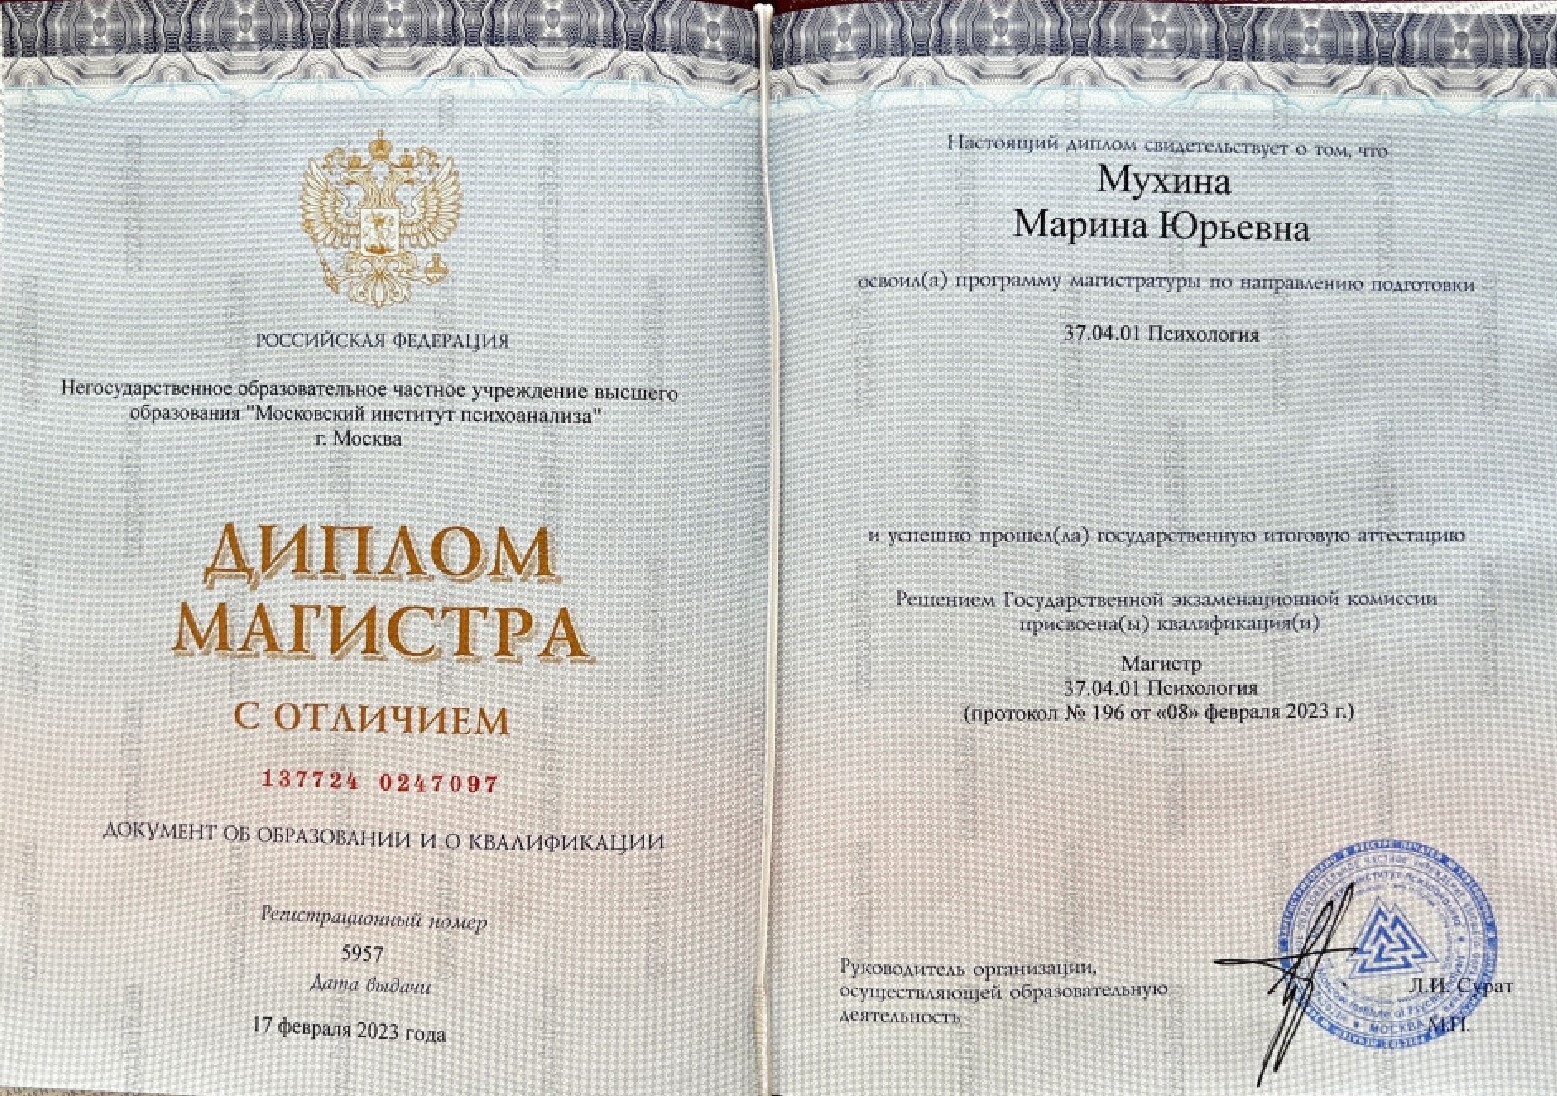 РОССИЙСКАЯ ФЕДЕРАЦИЯ
Негосударственное образовательное частное учреждение высшего
образования "Московский институт психоанализа"
г. Москва
ДИПЛОМ
МАГИСТРА
С ОТЛИЧИЕМ
137724 0247097
ДОКУМЕНТ ОБ ОБРАЗОВАНИИ И О КВАЛИФИКАЦИИ
Регистрационный номер
5957
Дата выдачи
17 февраля 2023 года
Настоящий диплом свидетельствует о том, что
Мухина
Марина Юрьевна
освоил(а) программу магистратуры по направлению подготовки
37.04.01 Психология
и успешно прошел(ла) государственную итоговую аттестацию
Решением Государственной экзаменационной комиссии
присвоена(ы) квалификация(и)
Магистр
37.04.01 Психология
(протокол № 196 от «08» февраля 2023 г.)
Руководитель организации,
осуществляющей образовательную
деятельность
Л.И. Сурат
М.П.
МОСКВА